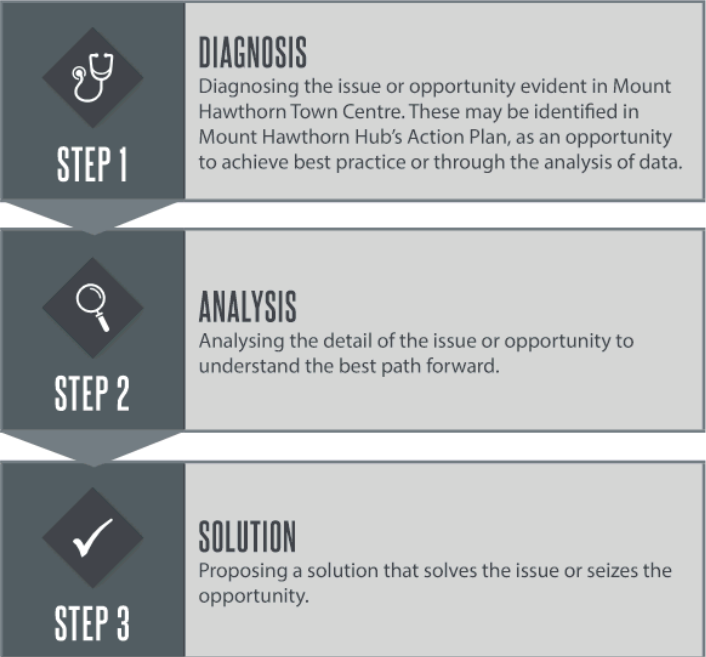 DIAGNOSIS
Diagnosing the issue or opportunity evident in Mount
Hawthorn Town Centre. These may be identified in
Mount Hawthorn Hub's Action Plan, as an opportunity
to achieve best practice or through the analysis of data.
STEP 1
ANALYSIS
Analysing the detail of the issue or opportunity to
understand the best path forward.
STEP 2
SOLUTION
Proposing a solution that solves the issue or seizes the
opportunity.
STEP 3